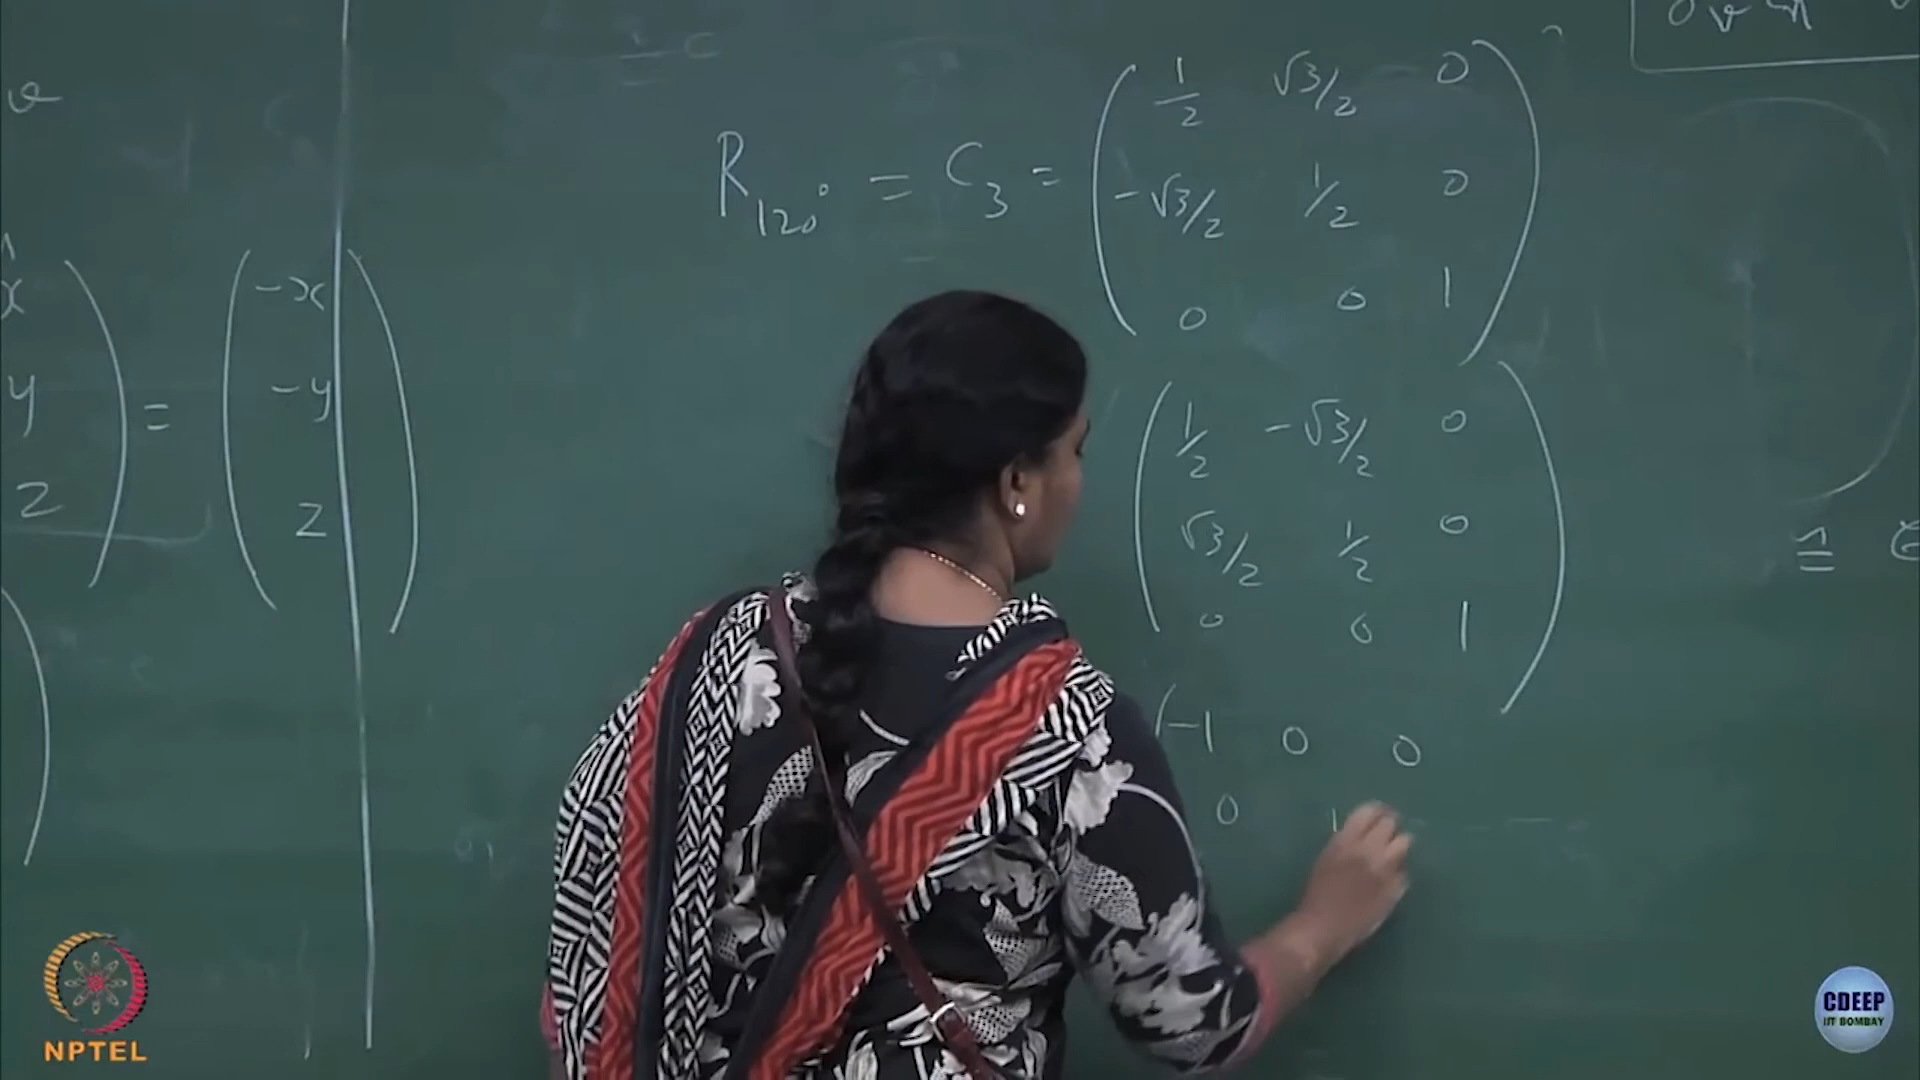 x
y
z
=
-x
-y
z
R120° = C3 =
1/2 √3/2 0
-√3/2 1/2 0
0 0 1
1/2 -√3/2 0
√3/2 1/2 0
0 0 1
-1 0 0
0 1
NPTEL
CDEEP
IIT BOMBAY